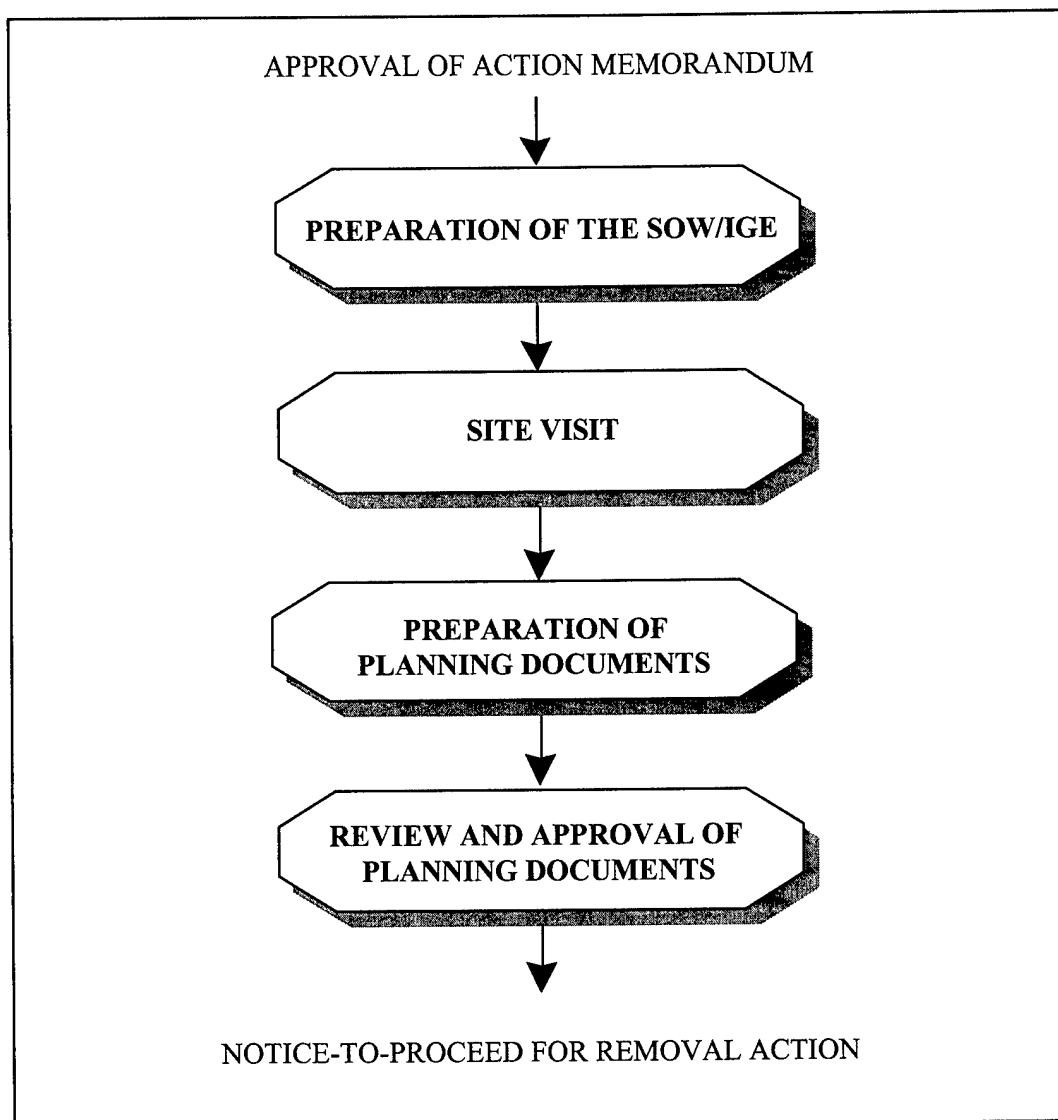 APPROVAL OF ACTION MEMORANDUM
PREPARATION OF THE SOW/IGE
SITE VISIT
PREPARATION OF
PLANNING DOCUMENTS
REVIEW AND APPROVAL OF
PLANNING DOCUMENTS
NOTICE-TO-PROCEED FOR REMOVAL ACTION